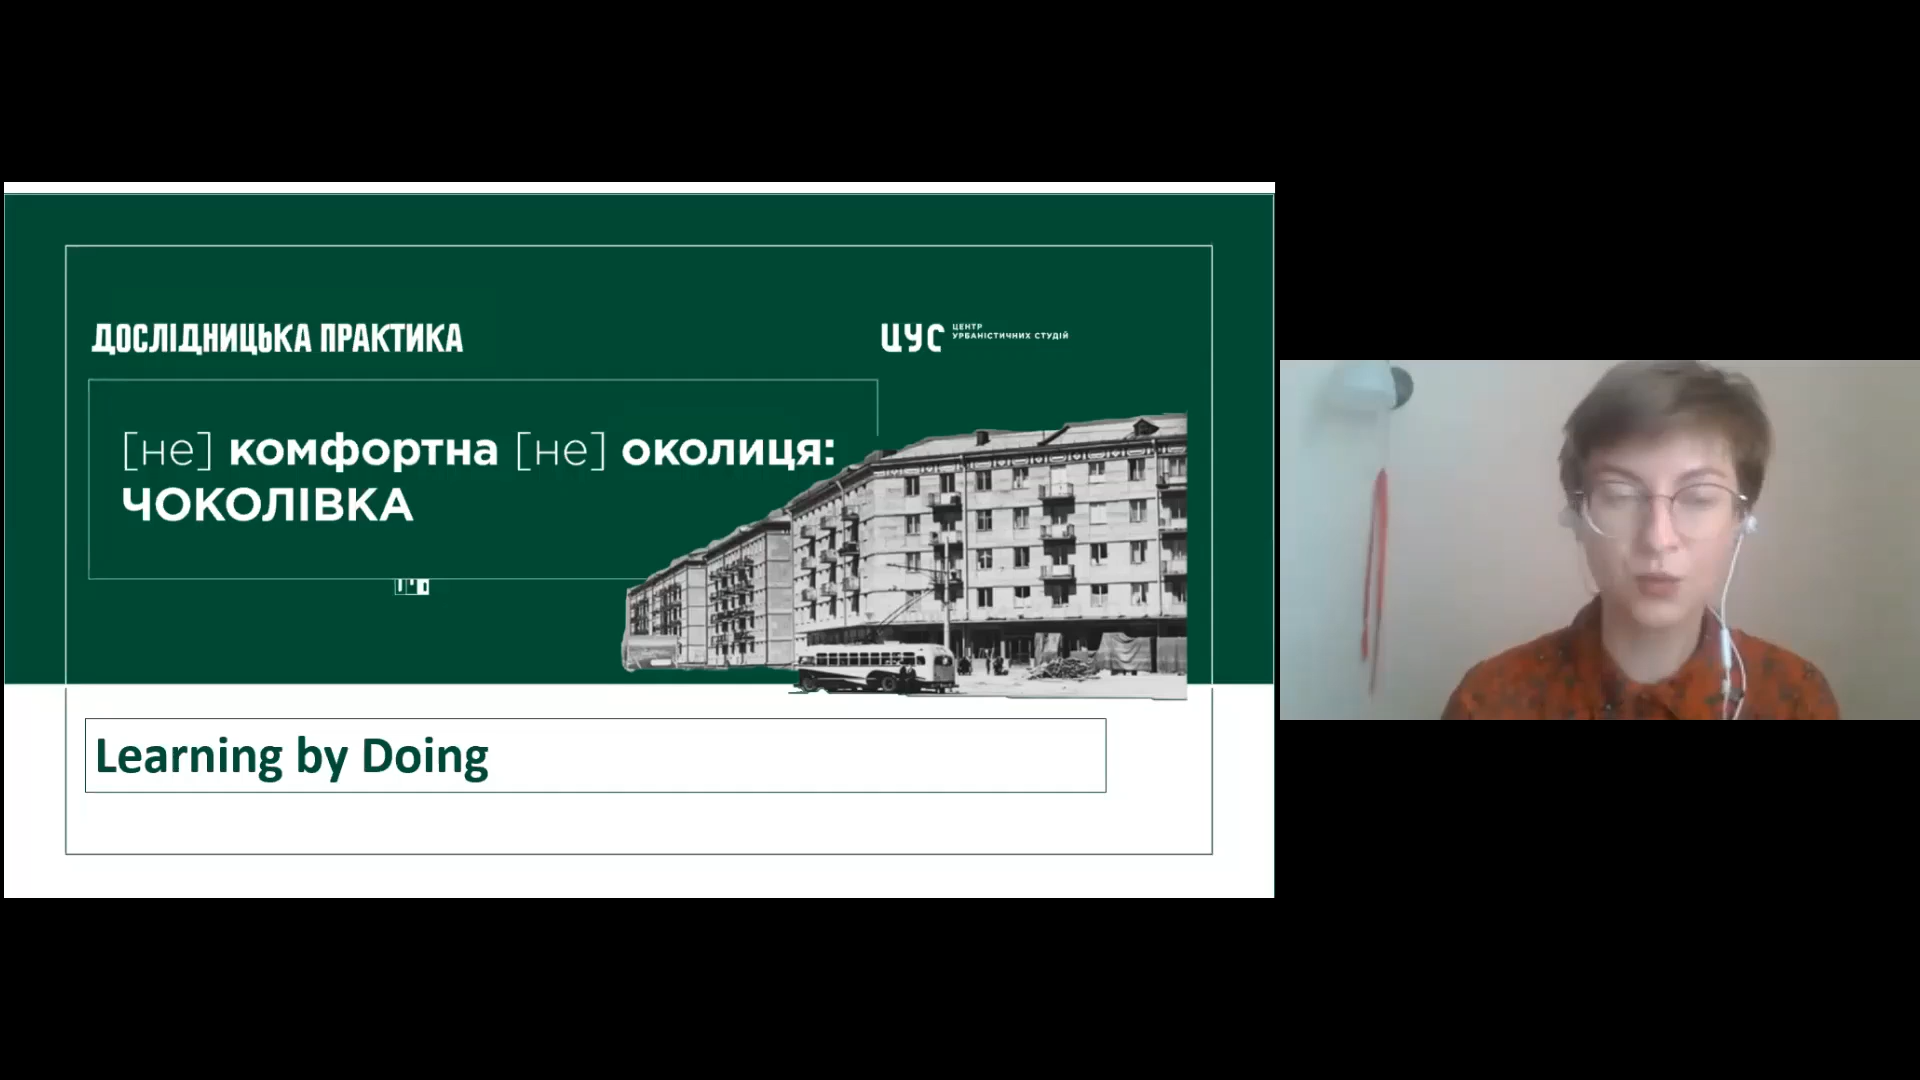 ДОСЛІДНИЦЬКА ПРАКТИКА
ЦУС
ЦЕНТР
УРБАНІСТИЧНИХ СТУДІЙ
[не] комфортна [не] околиця:
ЧОКОЛІВКА
Learning by Doing